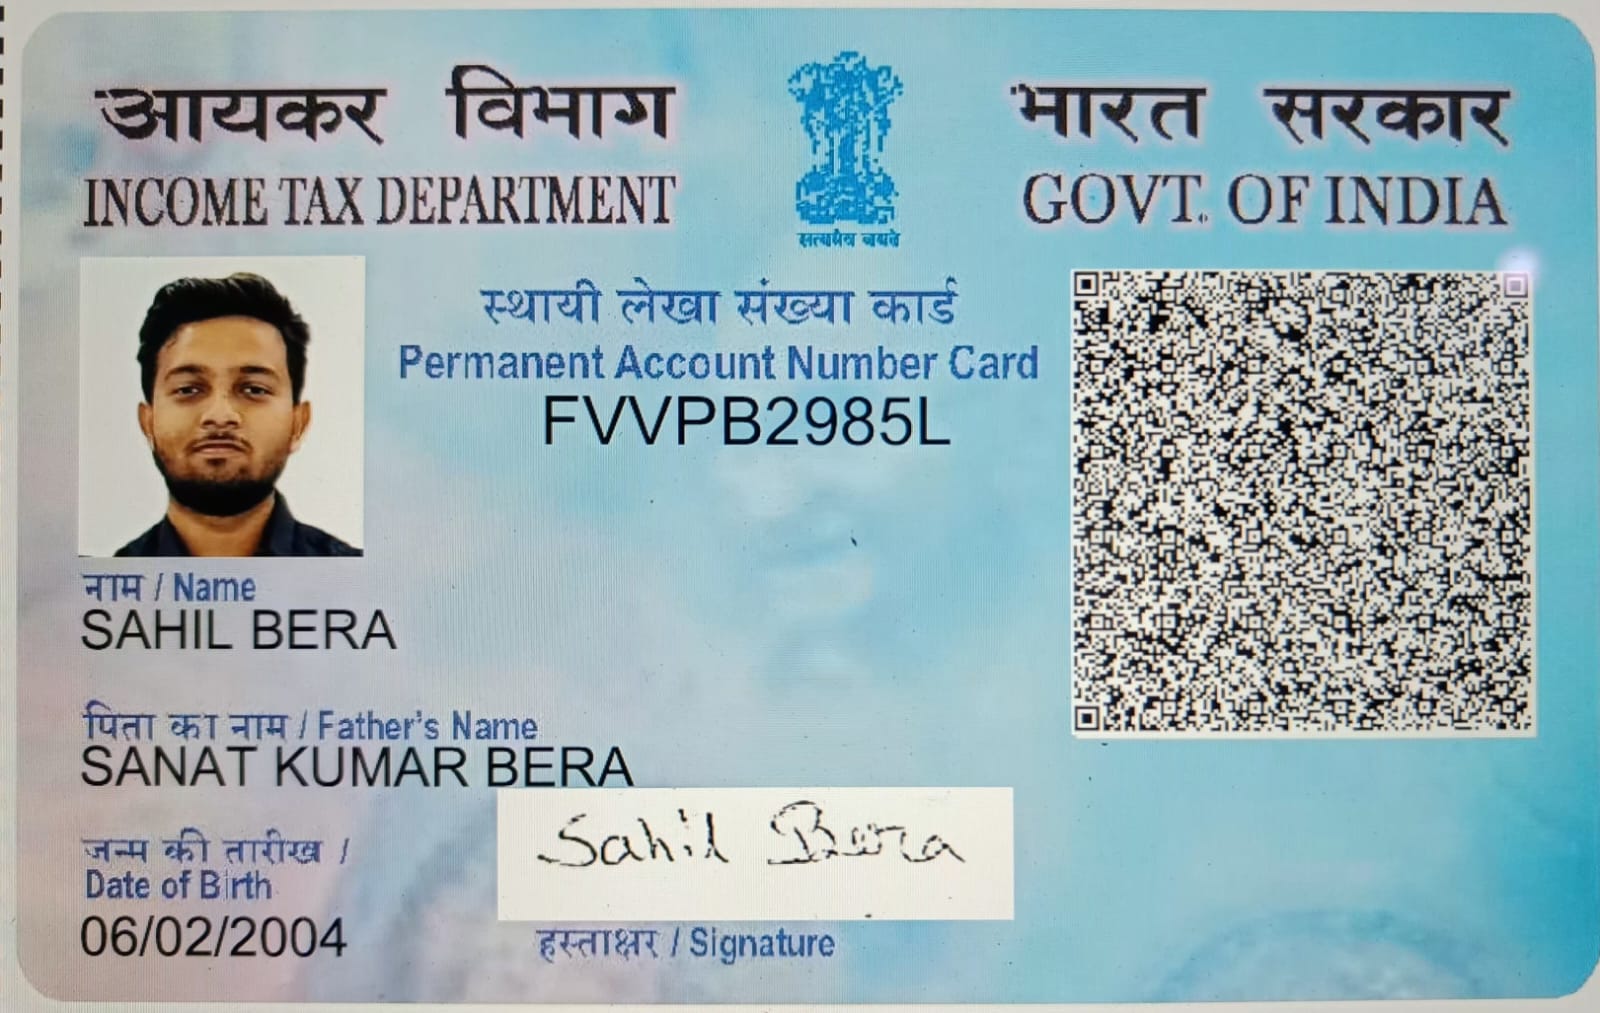 आयकर विभाग
INCOME TAX DEPARTMENT
सत्यमेव जयते
भारत सरकार
GOVT. OF INDIA
स्थायी लेखा संख्या कार्ड
Permanent Account Number Card
FVVPB2985L
नाम / Name
SAHIL BERA
पिता का नाम / Father's Name
SANAT KUMAR BERA
जन्म की तारीख /
Date of Birth
06/02/2004
Sahil Bera
हस्ताक्षर / Signature